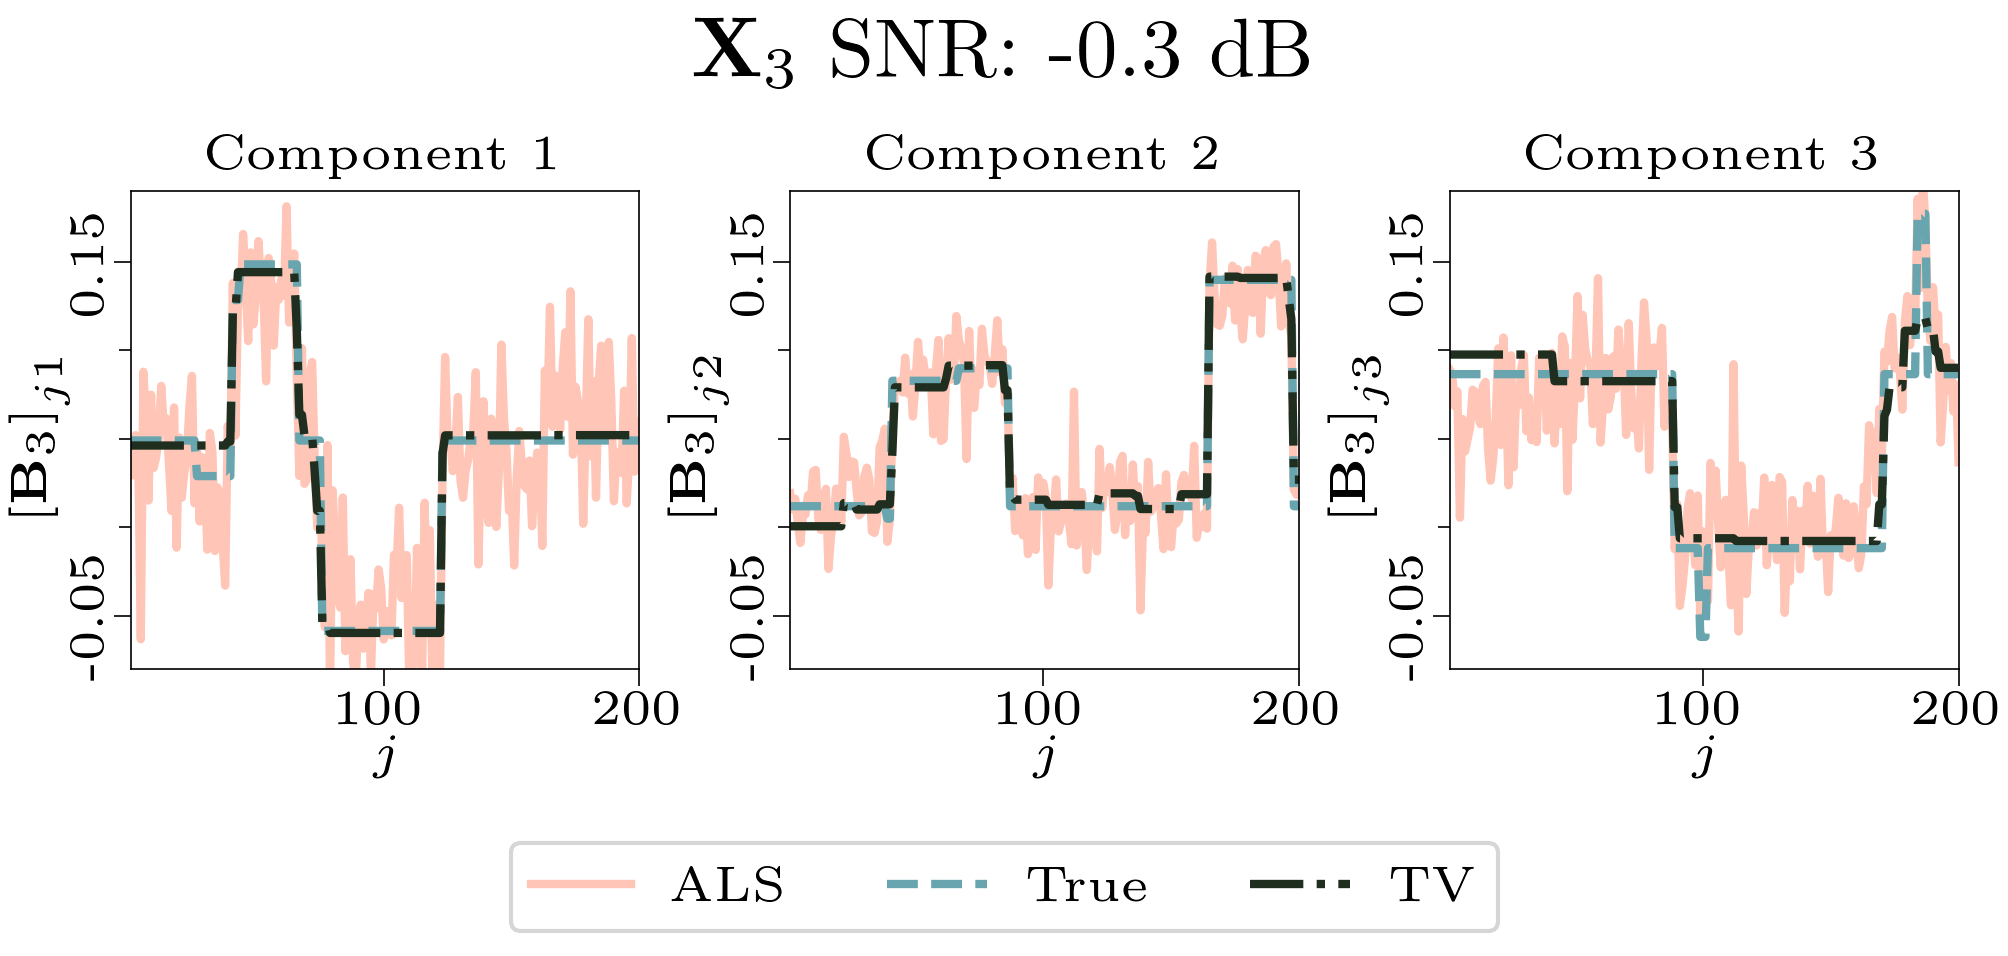 X₃ SNR: -0.3 dB
Component 1
Component 2
Component 3
[B₃]ⱼ₁
0.15
-0.05
100
200
j
[B₃]ⱼ₂
0.15
-0.05
100
200
j
[B₃]ⱼ₃
0.15
-0.05
100
200
j
ALS
True
TV